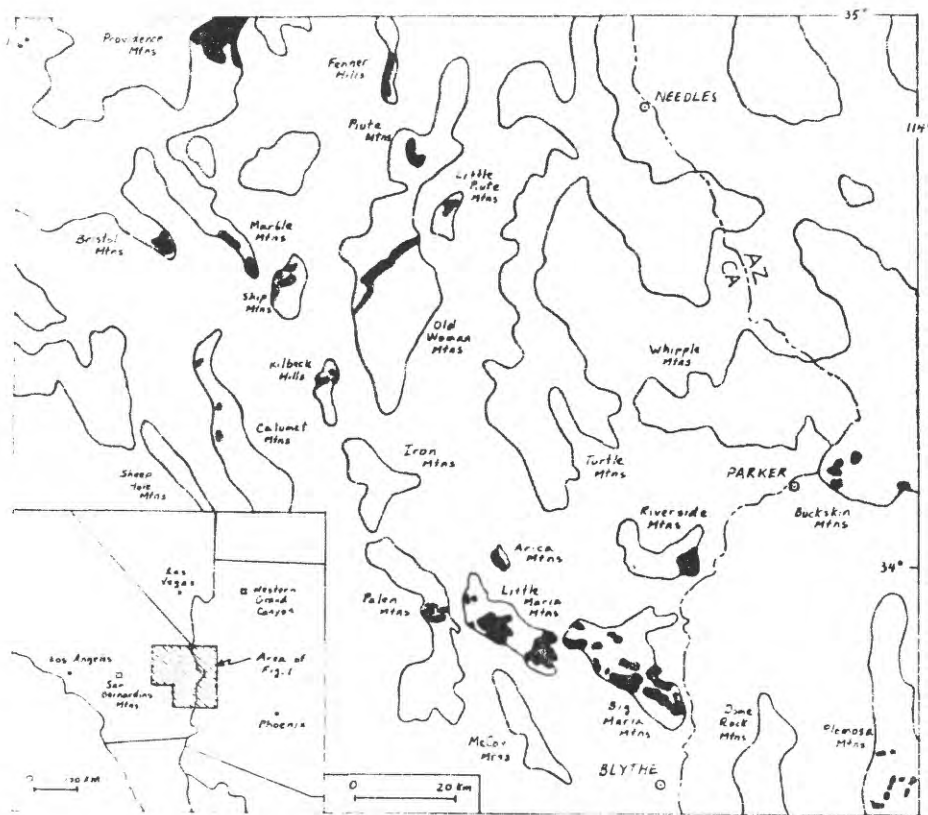 35°
Providence
Mtns
Fenner
Hills
NEEDLES
114°
Piute
Mtns
Little
Piute
Mtns
Marble
Mtns
Bristol
Mtns
AZ
CA
Ship
Mtns
Old
Woman
Mtns
Whipple
Mtns
Kilbeck
Hills
Calumet
Mtns
Iron
Mtns
Turtle
Mtns
Sheep
Hole
Mtns
PARKER
Buckskin
Mtns
Riverside
Mtns
Arica
Mtns
34°
Las
Vegas
Western
Grand
Canyon
Palen
Mtns
Little
Maria
Mtns
Los Angeles
San
Bernardino
Mtns
Area of
Fig. 1
Phoenix
Big
Maria
Mtns
Dome
Rock
Mtns
Plomosa
Mtns
McCoy
Mtns
BLYTHE
0 20 Km